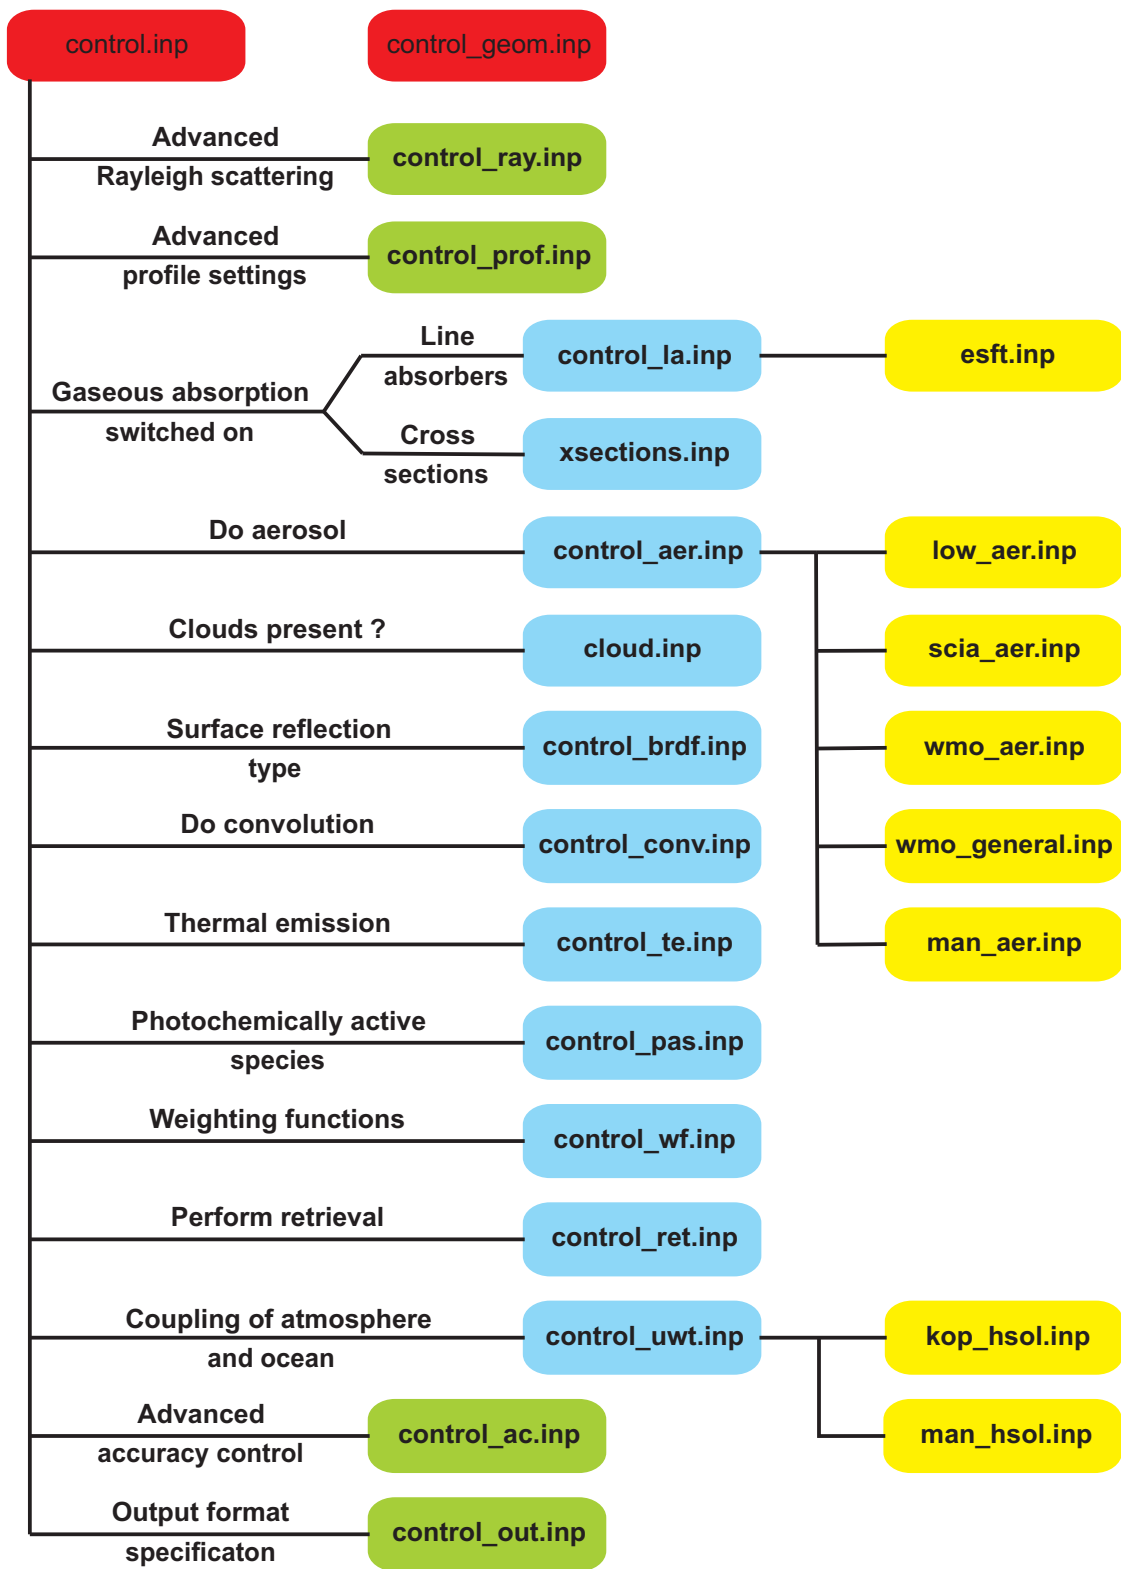 control.inp
control_geom.inp
Advanced
Rayleigh scattering
control_ray.inp
Advanced
profile settings
control_prof.inp
Gaseous absorption
switched on
Line
absorbers
control_la.inp
esft.inp
Cross
sections
xsections.inp
Do aerosol
control_aer.inp
low_aer.inp
Clouds present ?
cloud.inp
scia_aer.inp
Surface reflection
type
control_brdf.inp
wmo_aer.inp
Do convolution
control_conv.inp
wmo_general.inp
Thermal emission
control_te.inp
man_aer.inp
Photochemically active
species
control_pas.inp
Weighting functions
control_wf.inp
Perform retrieval
control_ret.inp
Coupling of atmosphere
and ocean
control_uwt.inp
kop_hsol.inp
man_hsol.inp
Advanced
accuracy control
control_ac.inp
Output format
specificaton
control_out.inp